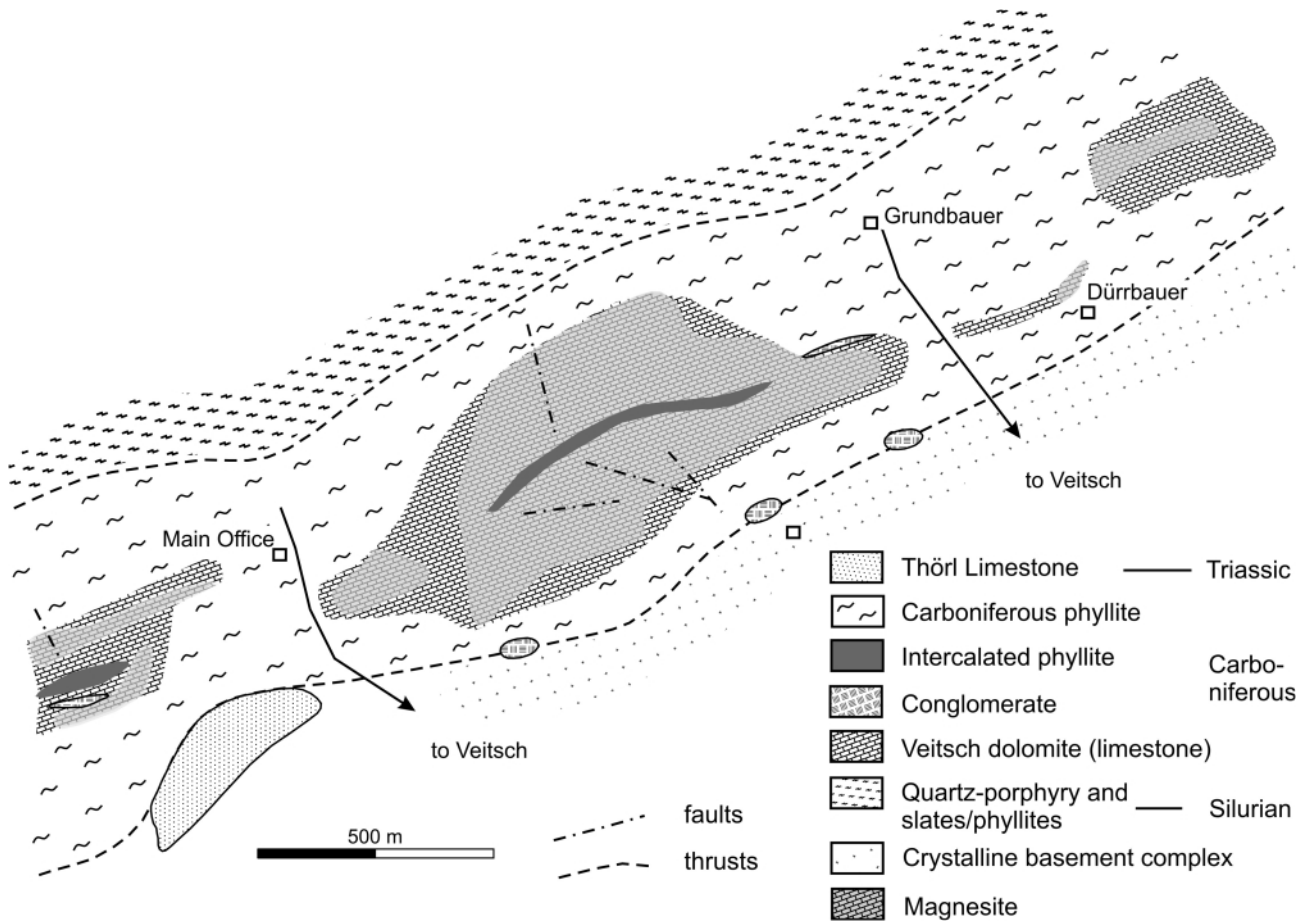 Grundbauer
Dürrbauer
to Veitsch
Main Office
to Veitsch
500 m
faults
thrusts
Thörl Limestone
Triassic
Carboniferous phyllite
Intercalated phyllite
Carbo-
niferous
Conglomerate
Veitsch dolomite (limestone)
Quartz-porphyry and
slates/phyllites
Silurian
Crystalline basement complex
Magnesite